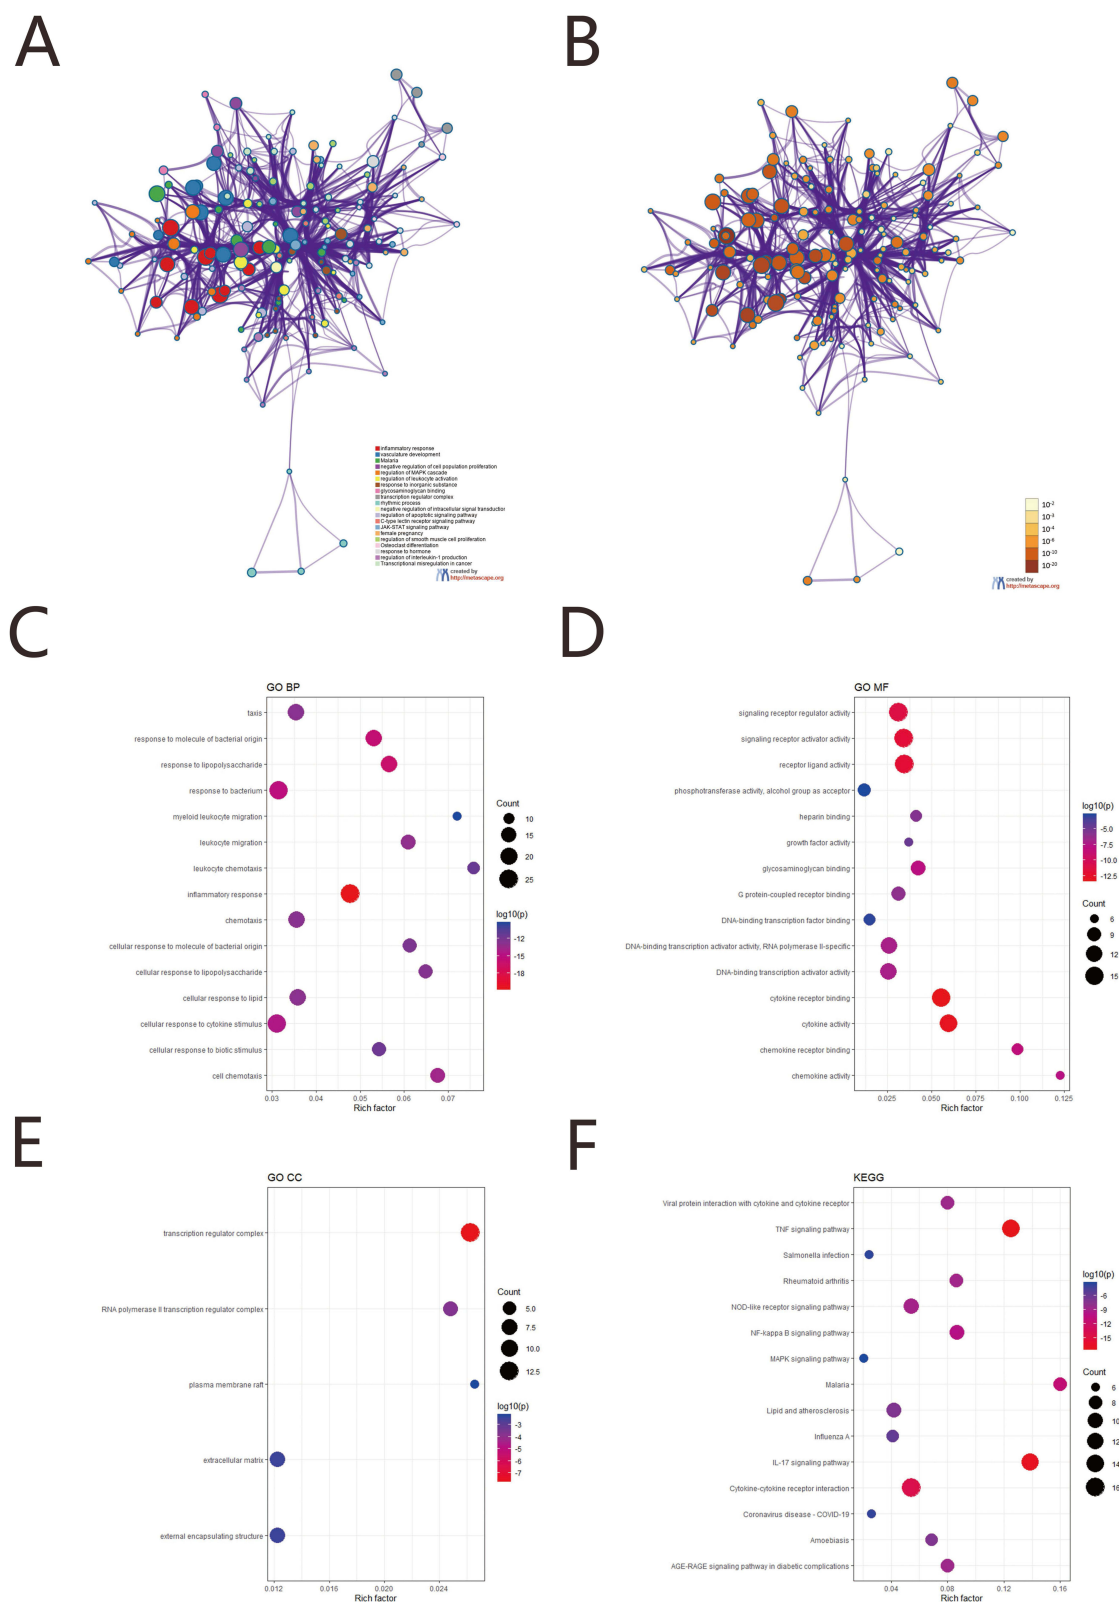 A
B
inflammatory response
vasculature development
Malaria
negative regulation of cell population proliferation
regulation of MAPK cascade
regulation of leukocyte activation
response to inorganic substance
glycosaminoglycan binding
transcription regulator complex
rhythmic process
negative regulation of intracellular signal transduction
regulation of apoptotic signaling pathway
C-type lectin receptor signaling pathway
JAK-STAT signaling pathway
female pregnancy
regulation of smooth muscle cell proliferation
Osteoclast differentiation
response to hormone
regulation of interleukin-1 production
Transcriptional misregulation in cancer
created by
http://metascape.org
10-2
10-3
10-4
10-6
10-10
10-20
created by
http://metascape.org
C
GO BP
taxis
response to molecule of bacterial origin
response to lipopolysaccharide
response to bacterium
myeloid leukocyte migration
leukocyte migration
leukocyte chemotaxis
inflammatory response
chemotaxis
cellular response to molecule of bacterial origin
cellular response to lipopolysaccharide
cellular response to lipid
cellular response to cytokine stimulus
cellular response to biotic stimulus
cell chemotaxis
0.03 0.04 0.05 0.06 0.07
Rich factor
Count
10
15
20
25
log10(p)
-12
-15
-18
D
GO MF
signaling receptor regulator activity
signaling receptor activator activity
receptor ligand activity
phosphotransferase activity, alcohol group as acceptor
heparin binding
growth factor activity
glycosaminoglycan binding
G protein-coupled receptor binding
DNA-binding transcription factor binding
DNA-binding transcription activator activity, RNA polymerase II-specific
DNA-binding transcription activator activity
cytokine receptor binding
cytokine activity
chemokine receptor binding
chemokine activity
0.025 0.050 0.075 0.100 0.125
Rich factor
log10(p)
-5.0
-7.5
-10.0
-12.5
Count
6
9
12
15
E
GO CC
transcription regulator complex
RNA polymerase II transcription regulator complex
plasma membrane raft
extracellular matrix
external encapsulating structure
0.012 0.016 0.020 0.024
Rich factor
Count
5.0
7.5
10.0
12.5
log10(p)
-3
-4
-5
-6
-7
F
KEGG
Viral protein interaction with cytokine and cytokine receptor
TNF signaling pathway
Salmonella infection
Rheumatoid arthritis
NOD-like receptor signaling pathway
NF-kappa B signaling pathway
MAPK signaling pathway
Malaria
Lipid and atherosclerosis
Influenza A
IL-17 signaling pathway
Cytokine-cytokine receptor interaction
Coronavirus disease - COVID-19
Amoebiasis
AGE-RAGE signaling pathway in diabetic complications
0.04 0.08 0.12 0.16
Rich factor
log10(p)
-6
-9
-12
-15
Count
6
8
10
12
14
16